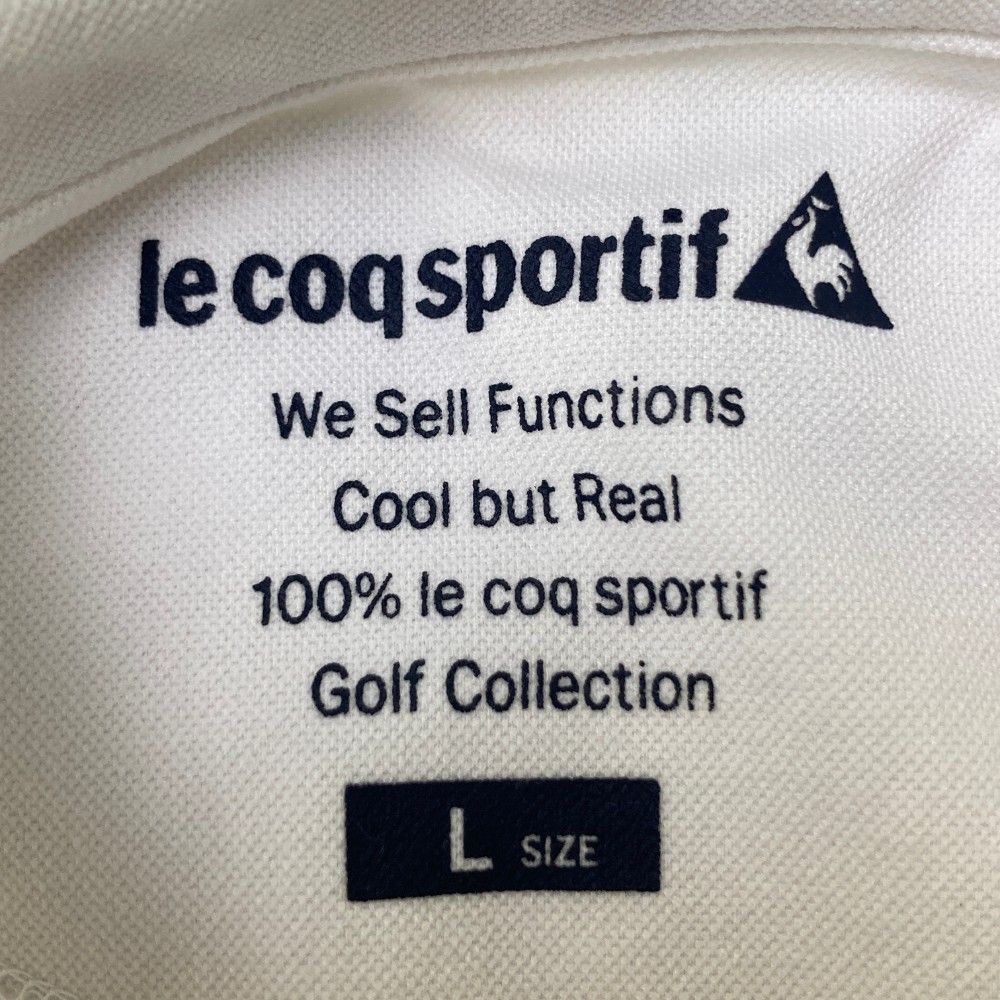 le coq sportif
We Sell Functions
Cool but Real
100% le coq sportif
Golf Collection
L SIZE